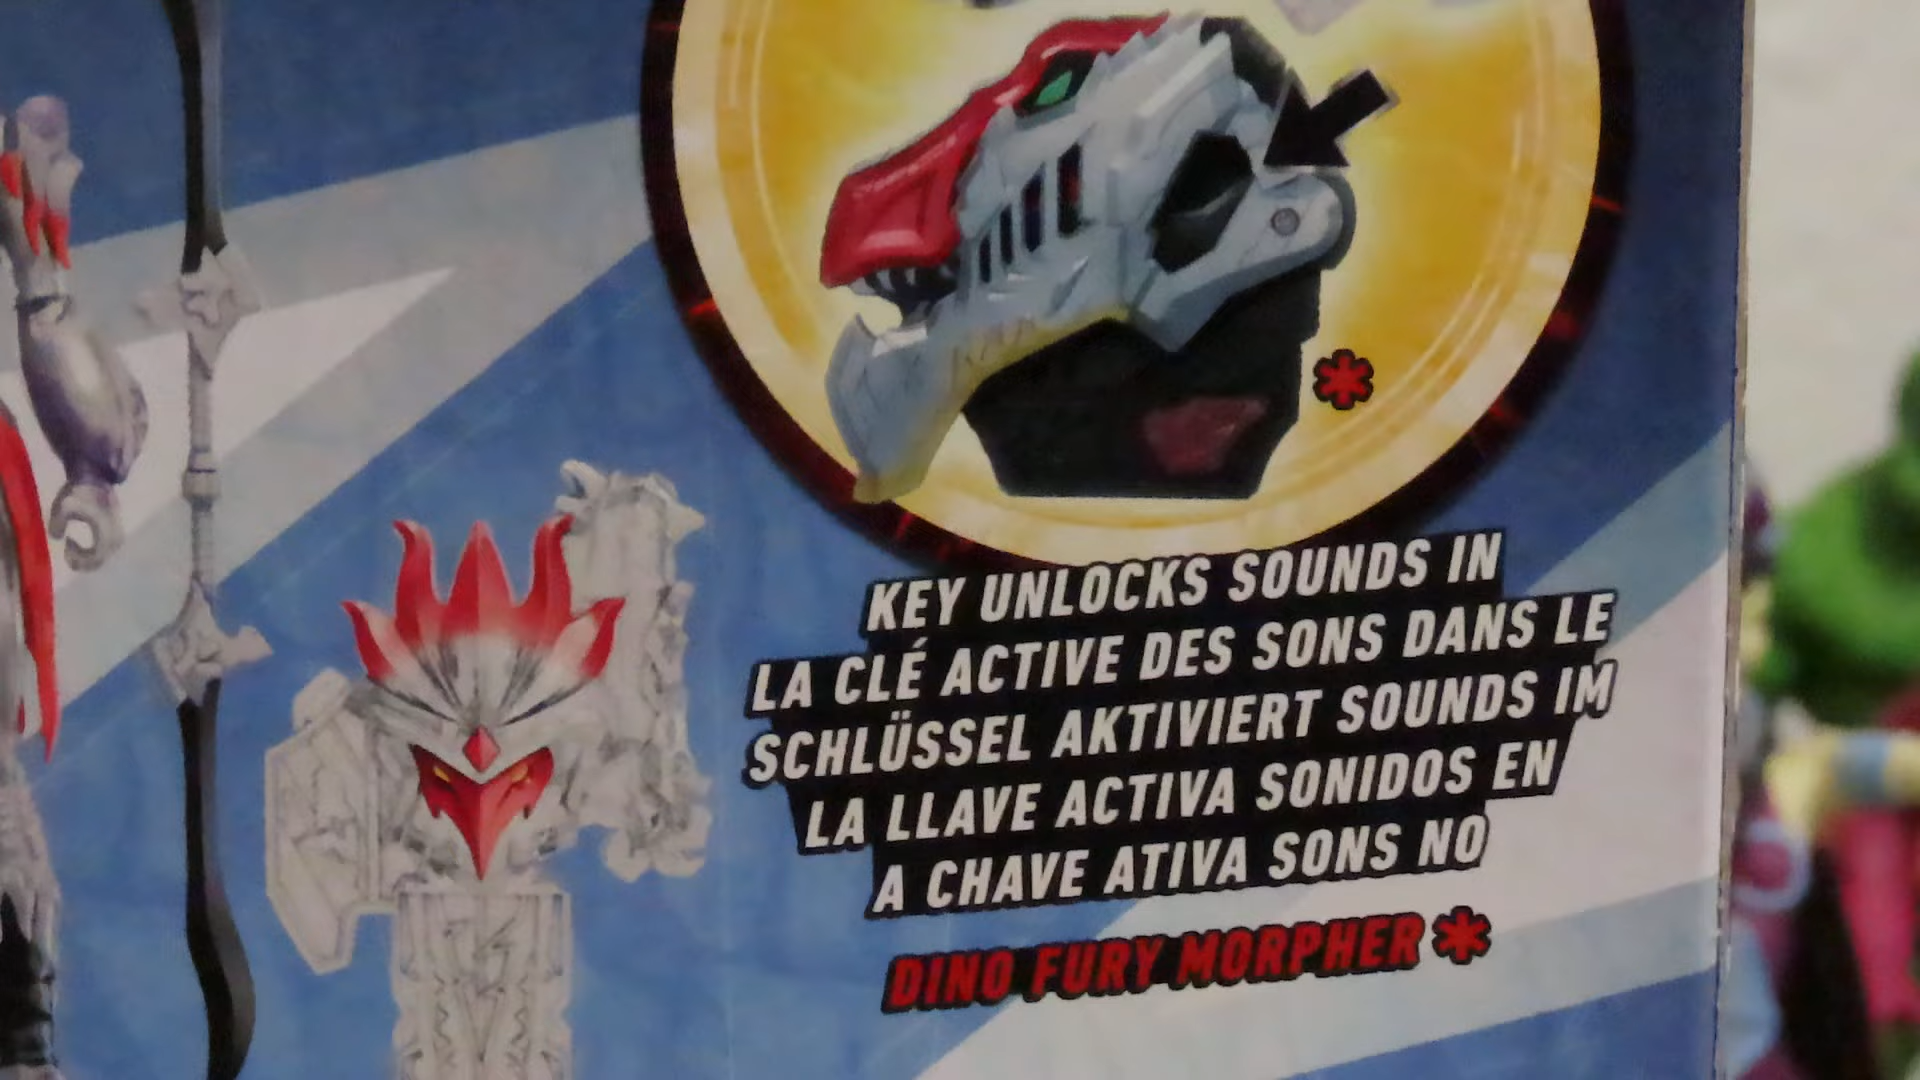 KEY UNLOCKS SOUNDS IN
LA CLÉ ACTIVE DES SONS DANS LE
SCHLÜSSEL AKTIVIERT SOUNDS IM
LA LLAVE ACTIVA SONIDOS EN
A CHAVE ATIVA SONS NO
DINO FURY MORPHER *